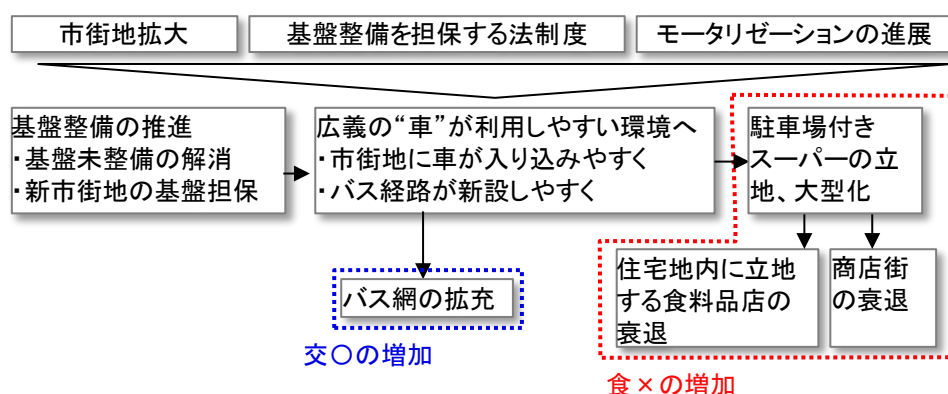 市街地拡大
基盤整備を担保する法制度
モータリゼーションの進展
基盤整備の推進
・基盤未整備の解消
・新市街地の基盤担保
広義の“車”が利用しやすい環境へ
・市街地に車が入り込みやすく
・バス経路が新設しやすく
駐車場付き
スーパーの立
地、大型化
バス網の拡充
交〇の増加
住宅地内に立地
する食料品店の
衰退
商店街
の衰退
食×の増加